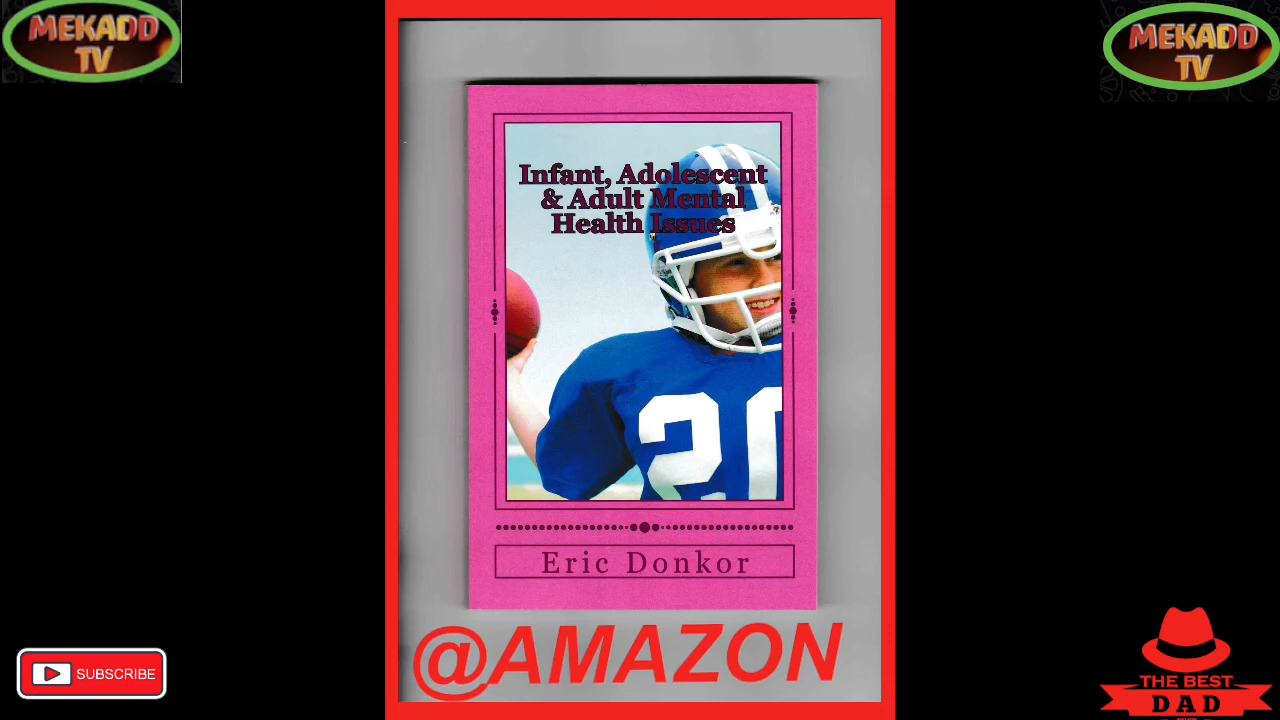 MEKADD
TV
MEKADD
TV
Infant, Adolescent
& Adult Mental
Health Issues
20
Eric Donkor
@AMAZON
SUBSCRIBE
THE BEST
DAD